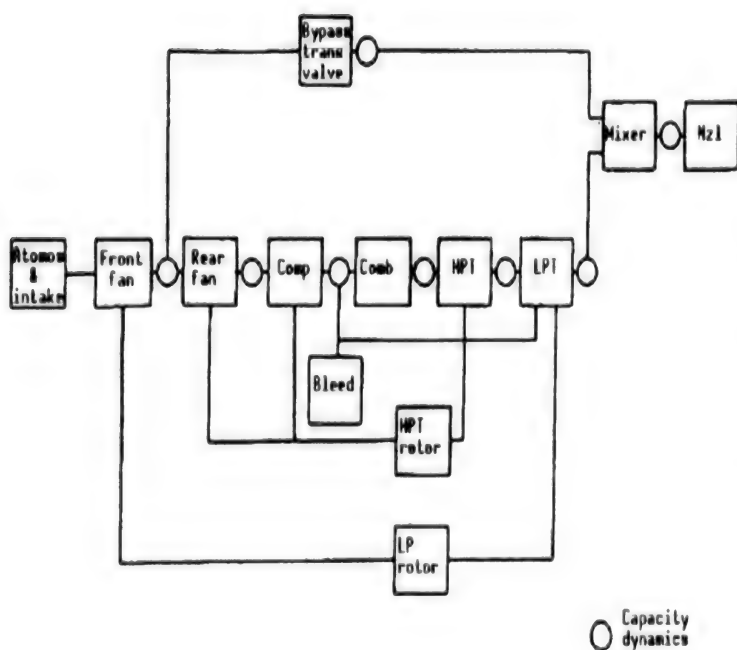 Bypass
trans
valve
Mixer
Nzl
Atomos
&
intake
Front
fan
Rear
fan
Comp
Comb
HPT
LPT
Bleed
HPT
rotor
LP
rotor
Capacity
dynamics